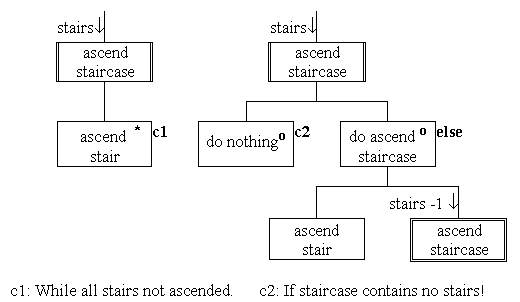 stairs
stairs
ascend
staircase
ascend
staircase
ascend * c1
stair
do nothing o c2
do ascend o else
staircase
stairs -1
ascend
stair
ascend
staircase
c1: While all stairs not ascended.
c2: If staircase contains no stairs!